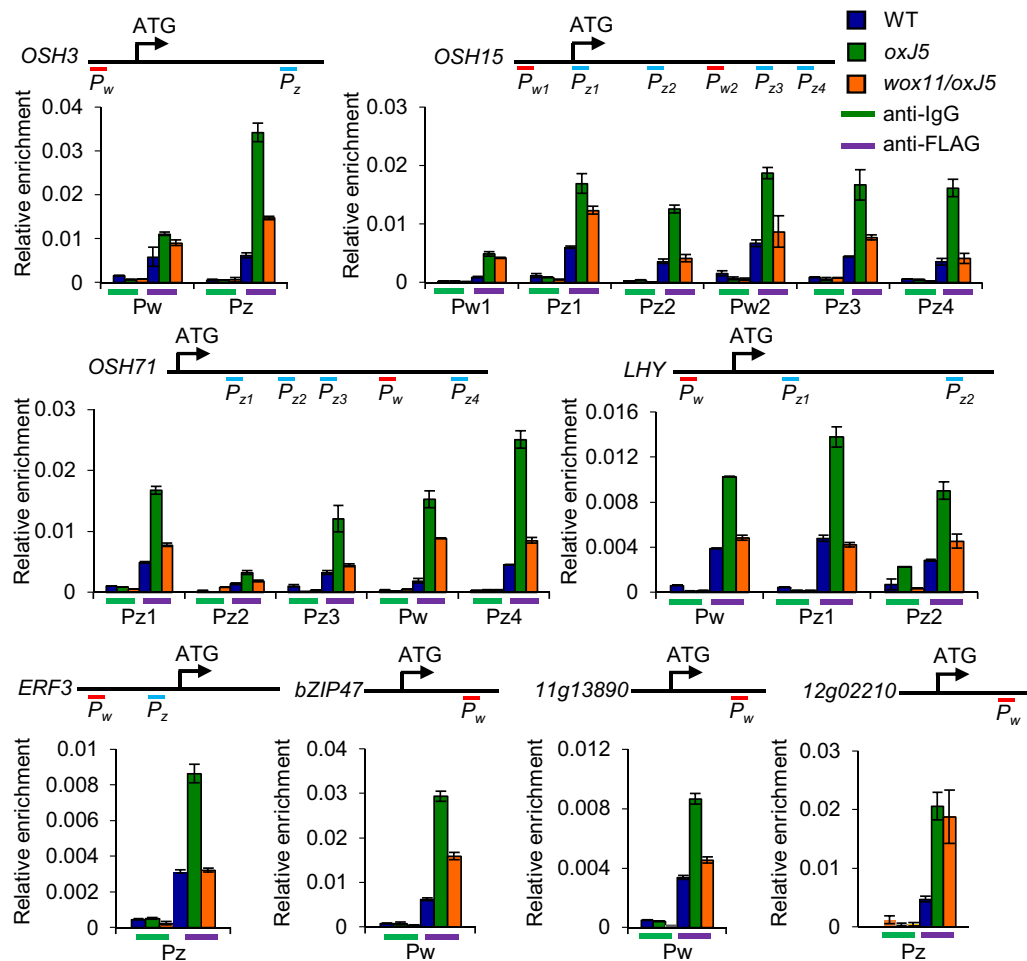 ATG
OSH3
Pw
Pz
Relative enrichment
0.04
0.03
0.02
0.01
0
Pw Pz
ATG
OSH15
Pw1 Pz1 Pz2 Pw2 Pz3 Pz4
WT
oxJ5
wox11/oxJ5
anti-IgG
anti-FLAG
Relative enrichment
0.03
0.02
0.01
0
Pw1 Pz1 Pz2 Pw2 Pz3 Pz4
ATG
OSH71
Pz1 Pz2 Pz3 Pw Pz4
Relative enrichment
0.03
0.02
0.01
0
Pz1 Pz2 Pz3 Pw Pz4
ATG
LHY
Pw Pz1 Pz2
Relative enrichment
0.016
0.012
0.008
0.004
0
Pw Pz1 Pz2
ATG
ERF3
Pw Pz
Relative enrichment
0.01
0.008
0.006
0.004
0.002
0
Pz
ATG
bZIP47
Pw
Relative enrichment
0.04
0.03
0.02
0.01
0
Pw
ATG
11g13890
Pw
Relative enrichment
0.012
0.008
0.004
0
Pw
ATG
12g02210
Pw
Relative enrichment
0.03
0.02
0.01
0
Pz